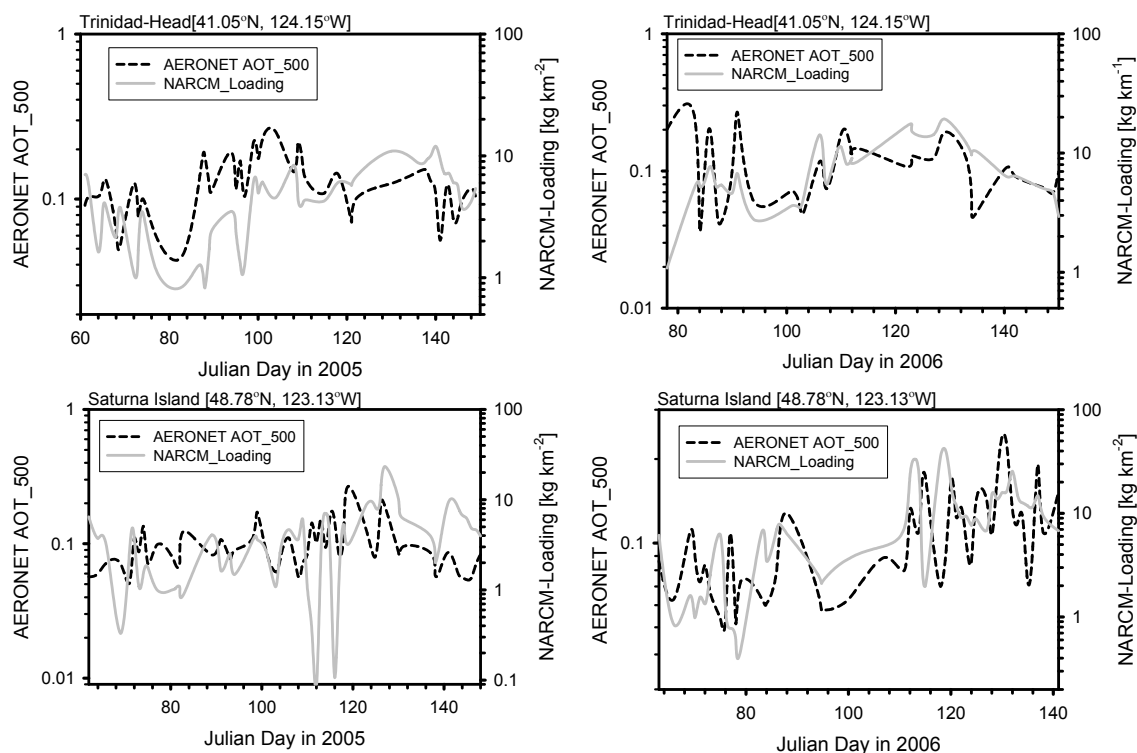 Trinidad-Head[41.05°N, 124.15°W]
1
0.1
100
10
1
AERONET AOT_500
NARCM_Loading
AERONET AOT_500
NARCM-Loading [kg km-2]
60 80 100 120 140
Julian Day in 2005
Trinidad-Head[41.05°N, 124.15°W]
1
0.1
0.01
100
10
1
AERONET AOT_500
NARCM_Loading
AERONET AOT_500
NARCM-Loading [kg km-1]
80 100 120 140
Julian Day in 2006
Saturna Island [48.78°N, 123.13°W]
1
0.1
0.01
100
10
1
0.1
AERONET AOT_500
NARCM_Loading
AERONET AOT_500
NARCM-Loading [kg km-2]
80 100 120 140
Julian Day in 2005
Saturna Island [48.78°N, 123.13°W]
0.1
100
10
1
AERONET AOT_500
NARCM_Loading
AERONET AOT_500
NARCM-Loading [kg km-2]
80 100 120 140
Julian Day in 2006